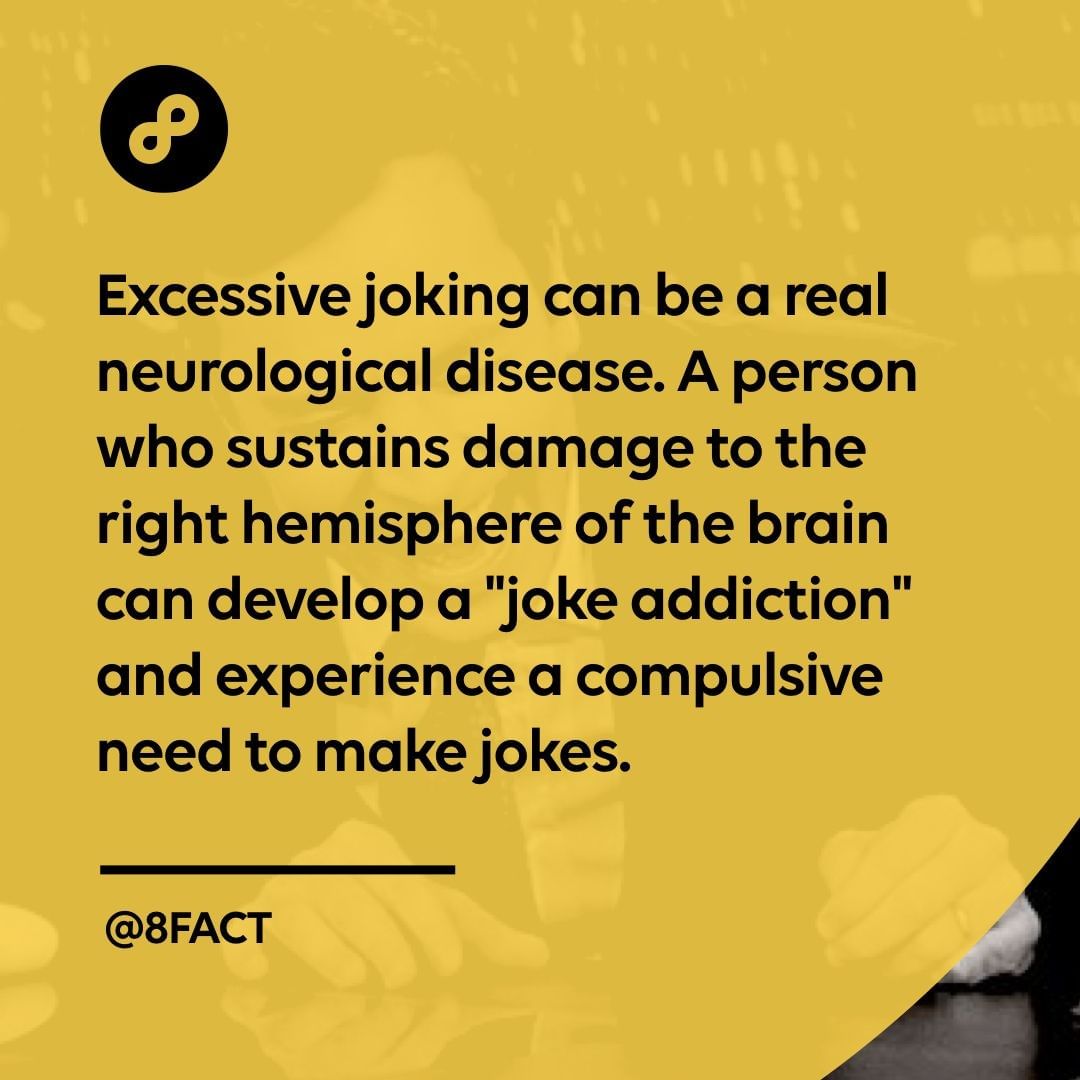 Excessive joking can be a real
neurological disease. A person
who sustains damage to the
right hemisphere of the brain
can develop a "joke addiction"
and experience a compulsive
need to make jokes.
@8FACT